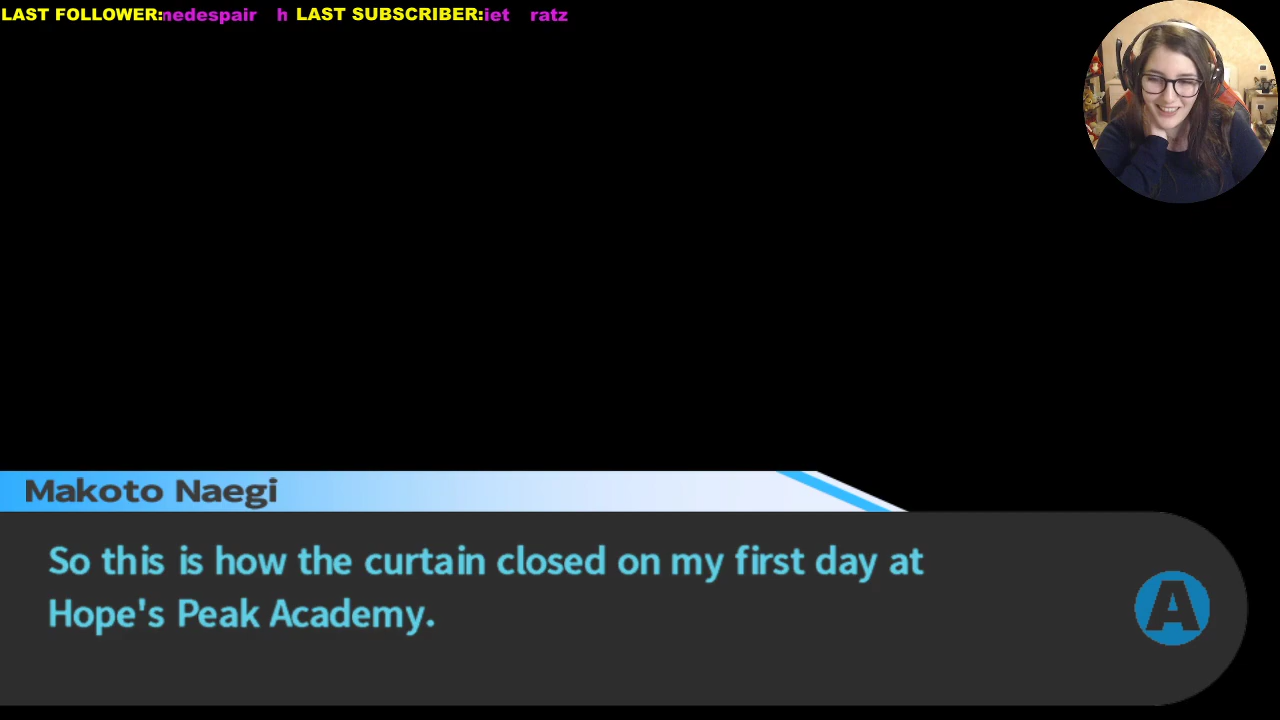 LAST FOLLOWER:nedespair h LAST SUBSCRIBER:iet ratz
Makoto Naegi
So this is how the curtain closed on my first day at
Hope's Peak Academy.
A